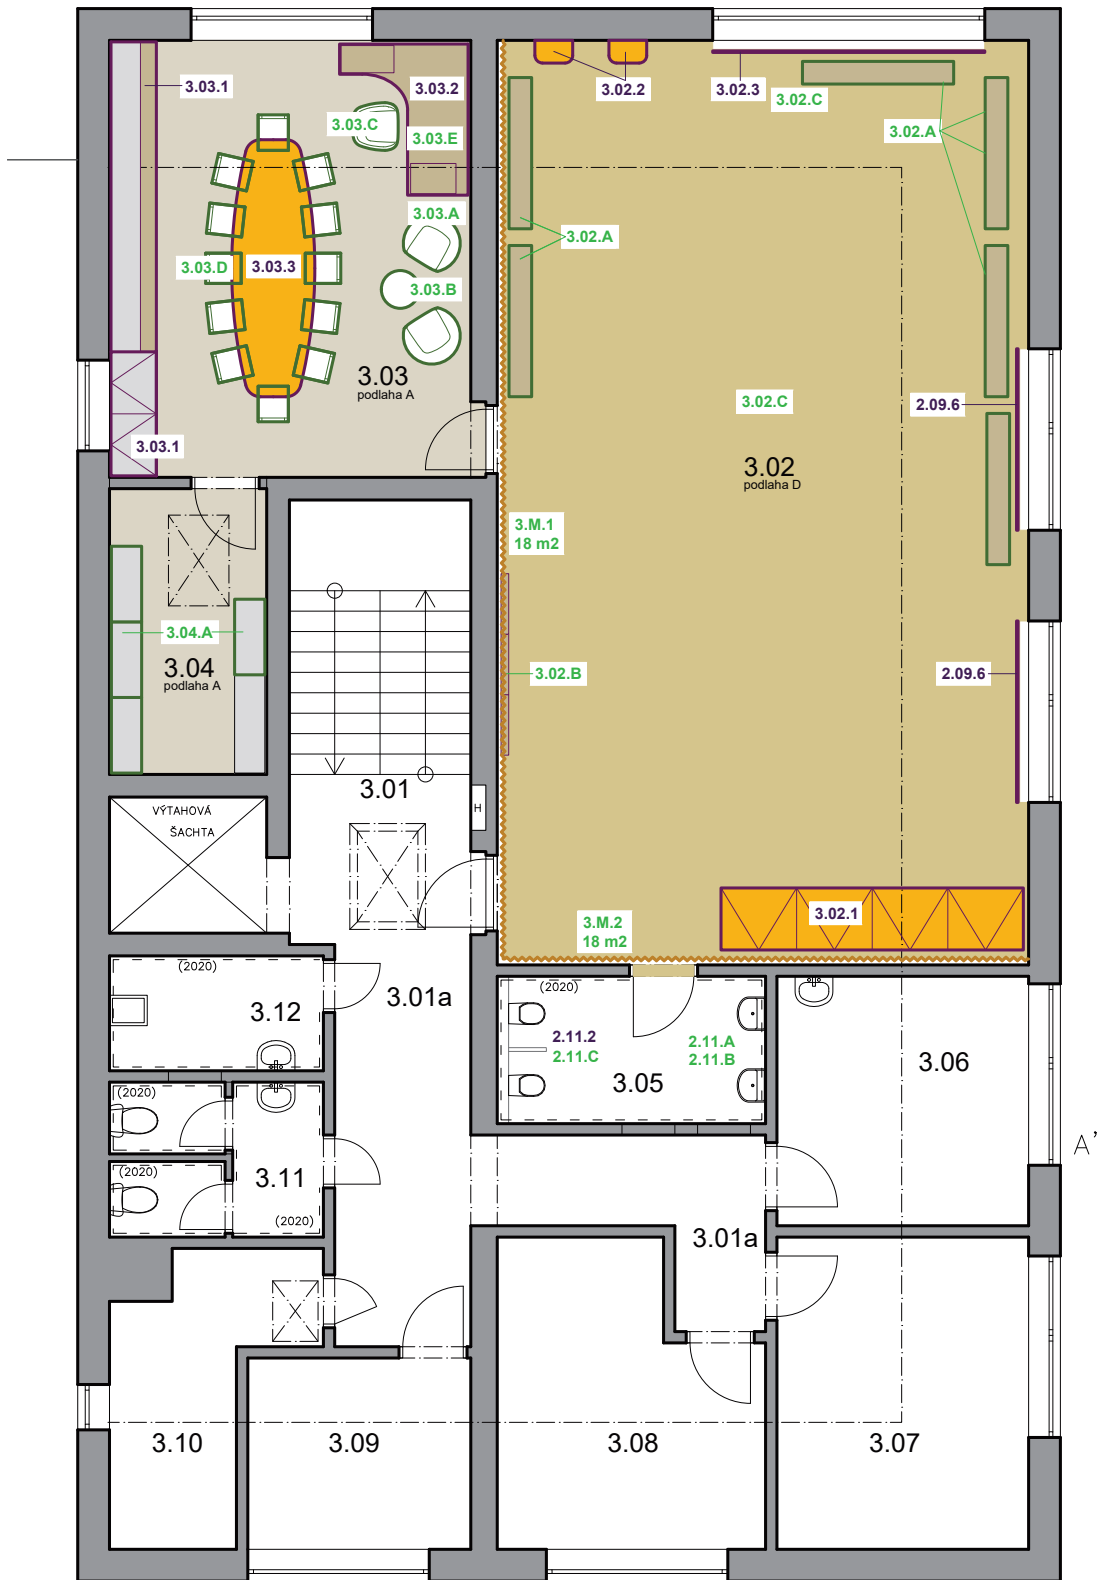 3.03.1
3.03.2
3.02.2
3.02.3
3.02.C
3.03.C
3.03.E
3.02.A
3.03.A
3.02.A
3.03.D
3.03.3
3.03.B
3.03
podlaha A
3.02.C
2.09.6
3.03.1
3.02
podlaha D
3.M.1
18 m2
3.04.A
3.04
podlaha A
3.02.B
2.09.6
3.01
H
VÝTAHOVÁ
ŠACHTA
3.02.1
3.M.2
18 m2
(2020)
3.12
3.01a
(2020)
2.11.2
2.11.C
2.11.A
2.11.B
3.05
3.06
(2020)
(2020)
3.11
(2020)
A'
3.01a
3.10
3.09
3.08
3.07